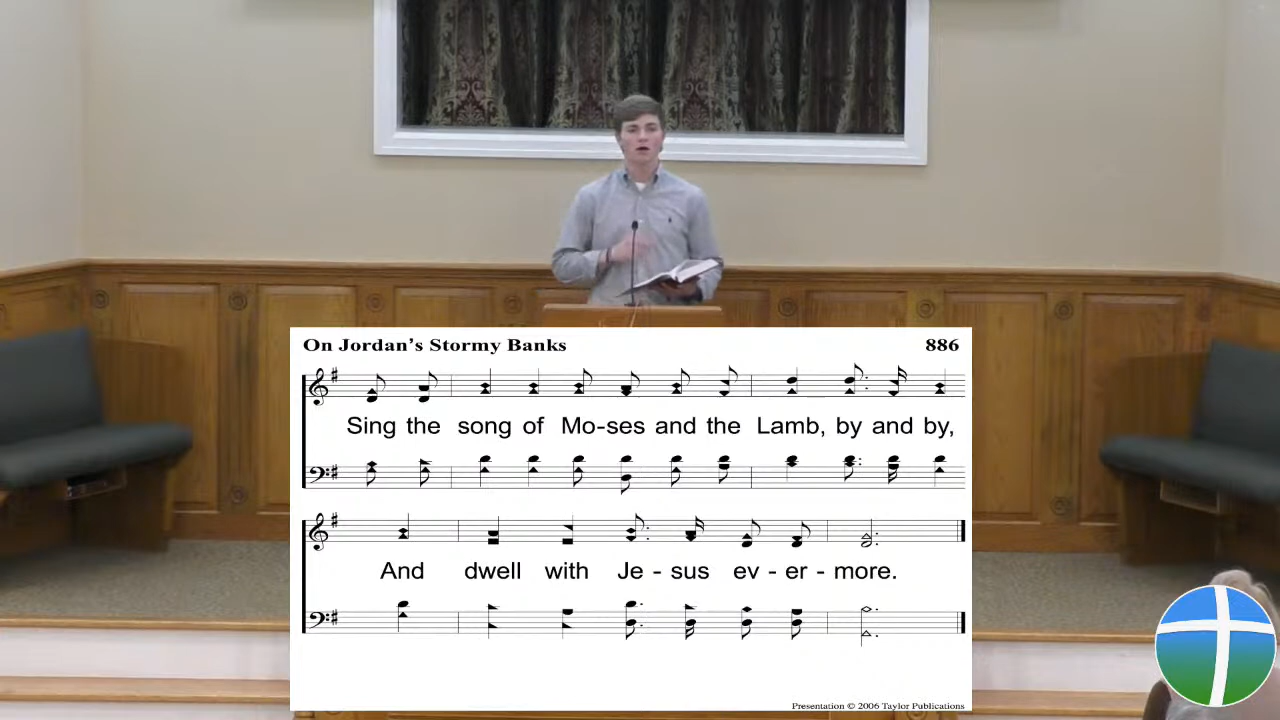 On Jordan's Stormy Banks 886
Sing the song of Mo-ses and the Lamb, by and by,
And dwell with Je - sus ev - er - more.
Presentation © 2006 Taylor Publications